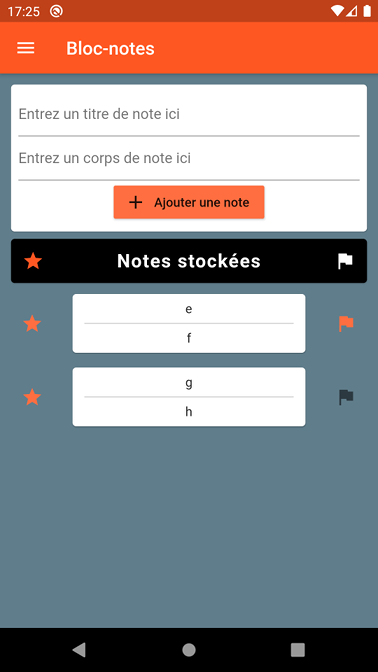 17:25
Bloc-notes
Entrez un titre de note ici
Entrez un corps de note ici
Ajouter une note
Notes stockées
e
f
g
h